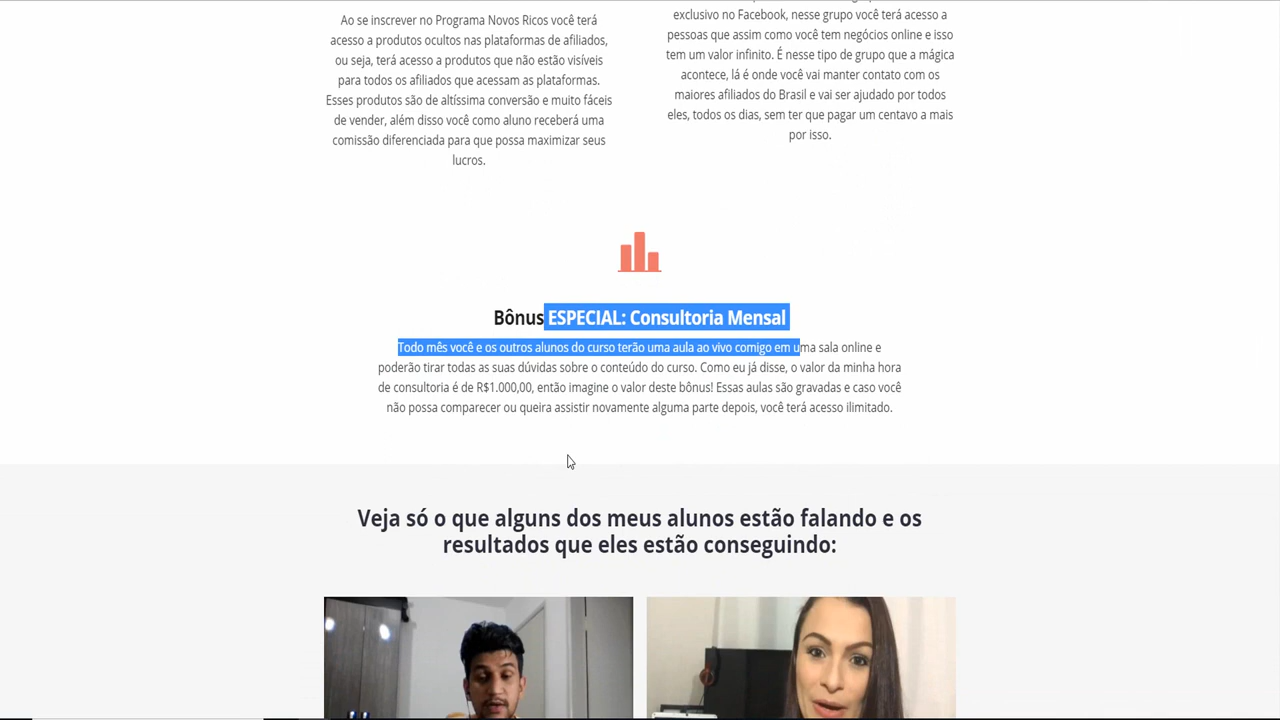 Ao se inscrever no Programa Novos Ricos você terá
acesso a produtos ocultos nas plataformas de afiliados,
ou seja, terá acesso a produtos que não estão visíveis
para todos os afiliados que acessam as plataformas.
Esses produtos são de altíssima conversão e muito fáceis
de vender, além disso você como aluno receberá uma
comissão diferenciada para que possa maximizar seus
lucros.
exclusivo no Facebook, nesse grupo você terá acesso a
pessoas que assim como você tem negócios online e isso
tem um valor infinito. É nesse tipo de grupo que a mágica
acontece, lá é onde você vai manter contato com os
maiores afiliados do Brasil e vai ser ajudado por todos
eles, todos os dias, sem ter que pagar um centavo a mais
por isso.
Bônus ESPECIAL: Consultoria Mensal
Todo mês você e os outros alunos do curso terão uma aula ao vivo comigo em uma sala online e
poderão tirar todas as suas dúvidas sobre o conteúdo do curso. Como eu já disse, o valor da minha hora
de consultoria é de R$1.000,00, então imagine o valor deste bônus! Essas aulas são gravadas e caso você
não possa comparecer ou queira assistir novamente alguma parte depois, você terá acesso ilimitado.
Veja só o que alguns dos meus alunos estão falando e os
resultados que eles estão conseguindo: